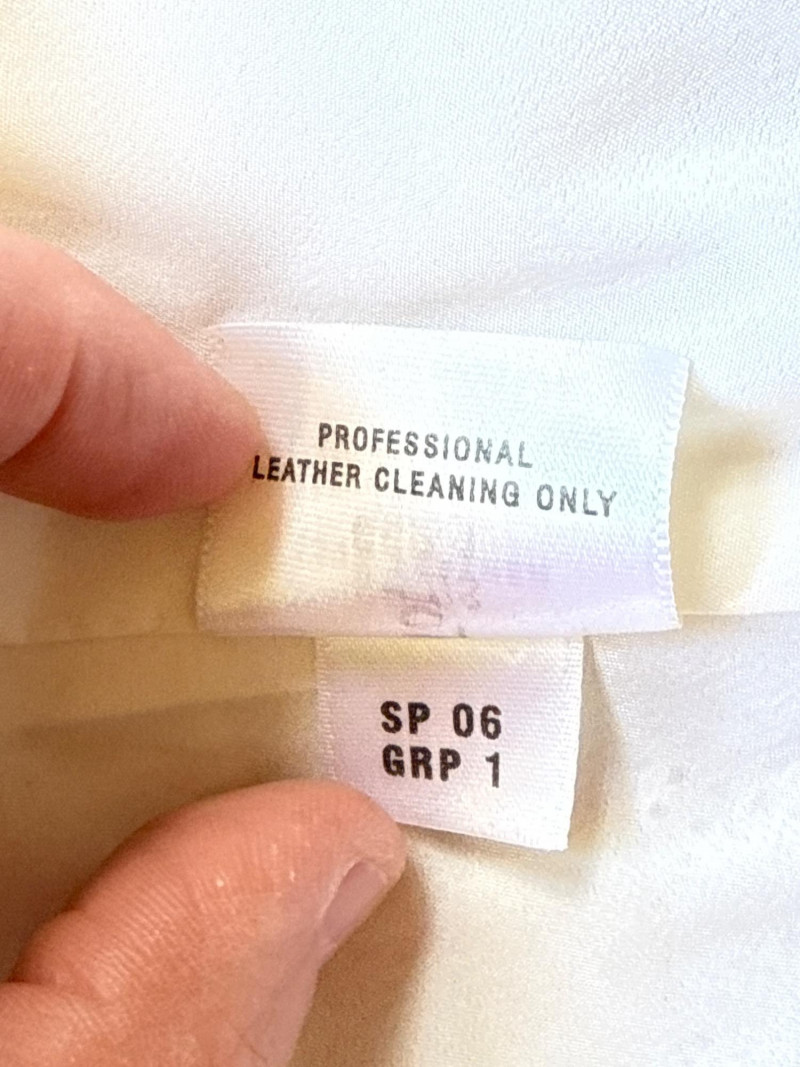 PROFESSIONAL
LEATHER CLEANING ONLY
SP 06
GRP 1